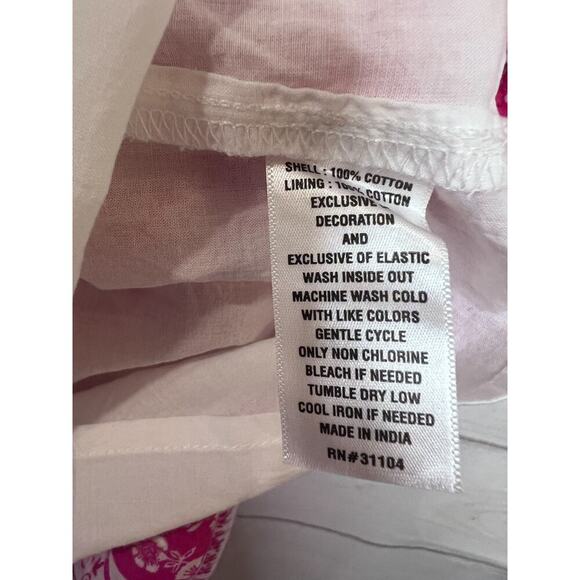 SHELL : 100% COTTON
LINING : 100% COTTON
EXCLUSIVE
DECORATION
AND
EXCLUSIVE OF ELASTIC
WASH INSIDE OUT
MACHINE WASH COLD
WITH LIKE COLORS
GENTLE CYCLE
ONLY NON CHLORINE
BLEACH IF NEEDED
TUMBLE DRY LOW
COOL IRON IF NEEDED
MADE IN INDIA
RN#31104